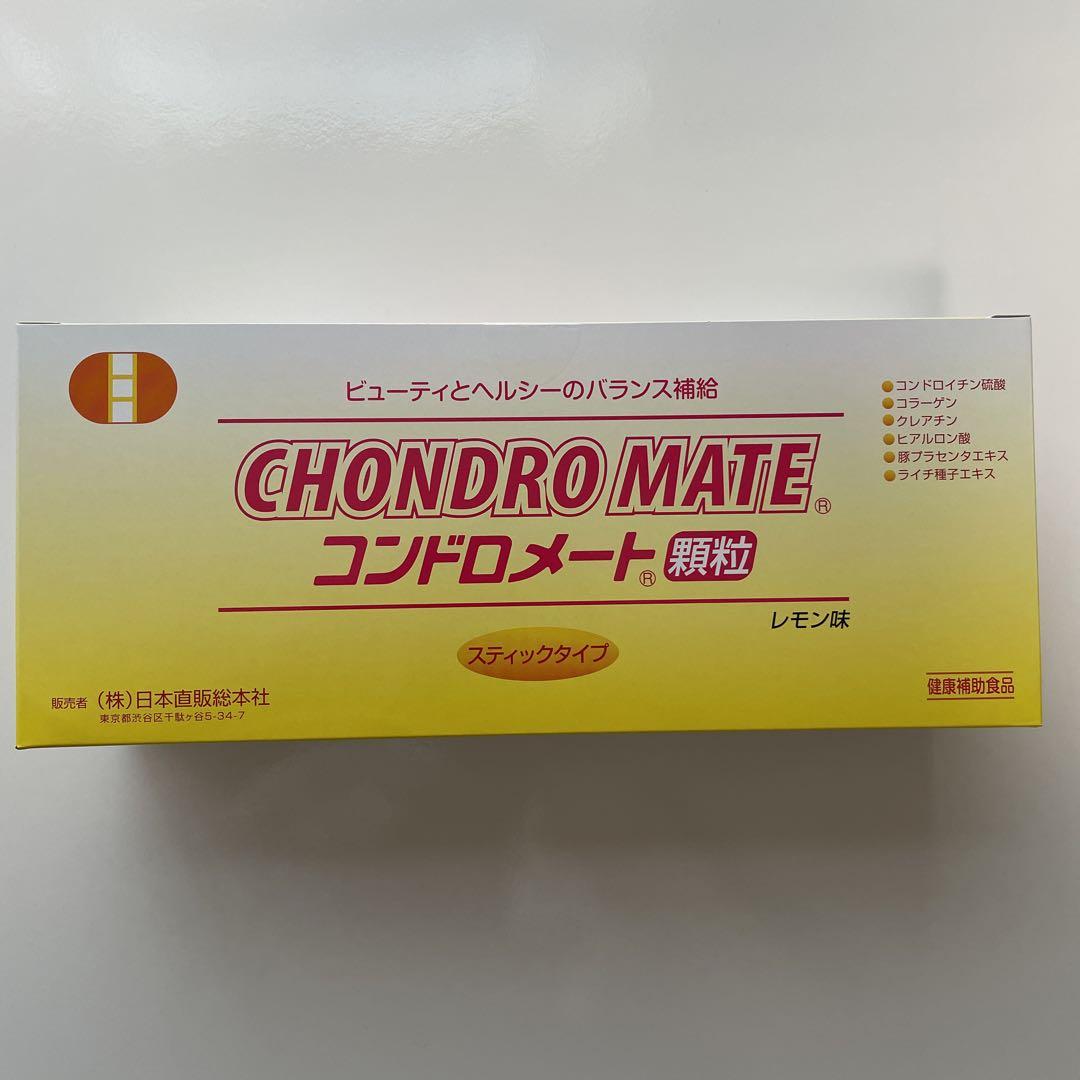 ビューティとヘルシーのバランス補給
CHONDRO MATE®
コンドロメート® 顆粒
レモン味
スティックタイプ
●コンドロイチン硫酸
●コラーゲン
●クレアチン
●ヒアルロン酸
●豚プラセンタエキス
●ライチ種子エキス
販売者 (株)日本直販総本社
東京都渋谷区千駄ヶ谷5-34-7
健康補助食品